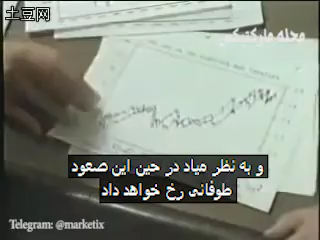 土豆网
و به نظر میاد در حین این صعود
طوفانی رخ خواهد داد
Telegram: @marketix